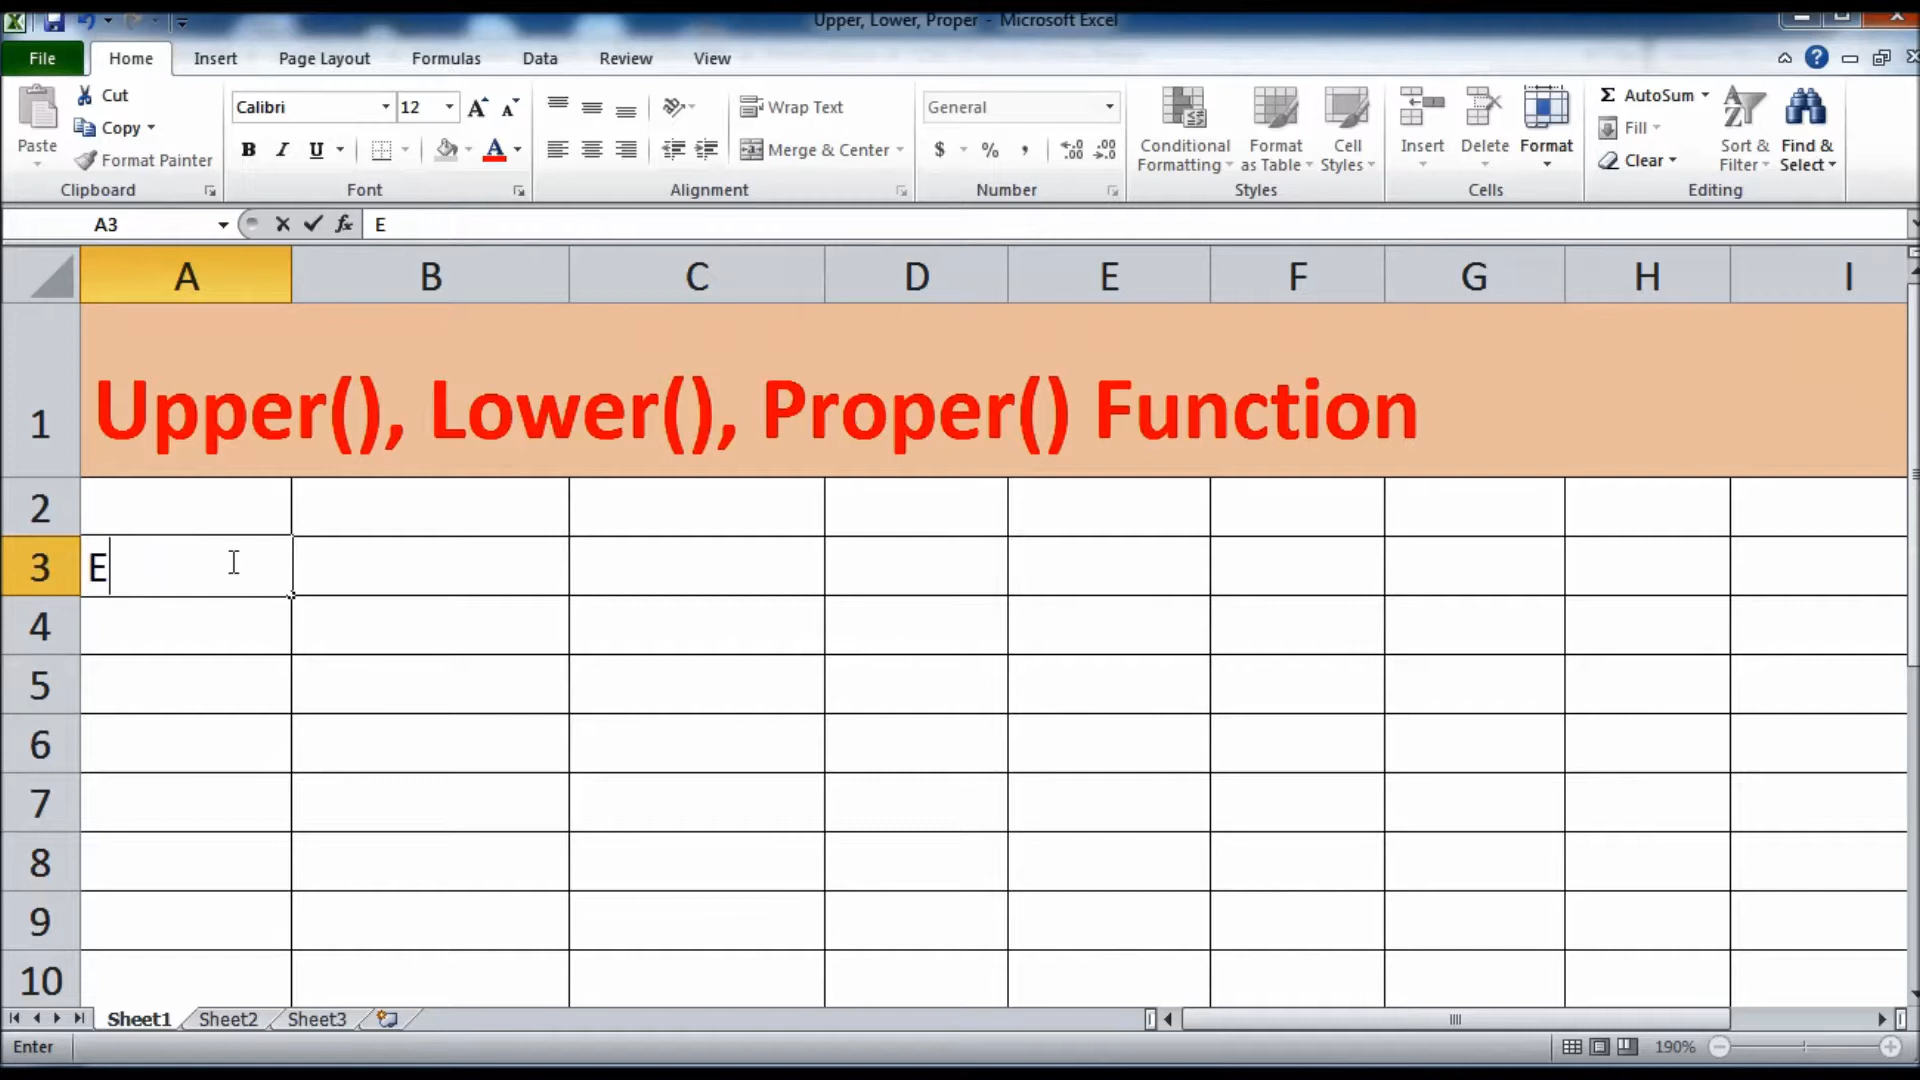 Upper, Lower, Proper - Microsoft Excel
File Home Insert Page Layout Formulas Data Review View
Paste Cut Copy Format Painter Clipboard
Calibri 12 B I U A Font
Wrap Text Merge & Center Alignment
General $ % , Number
Conditional Formatting Format as Table Cell Styles Styles
Insert Delete Format Cells
Σ AutoSum Fill Clear Sort & Filter Find & Select Editing
A3 fx E
A B C D E F G H I
1 Upper(), Lower(), Proper() Function
2
3 E
4
5
6
7
8
9
10
Sheet1 Sheet2 Sheet3
Enter 190%